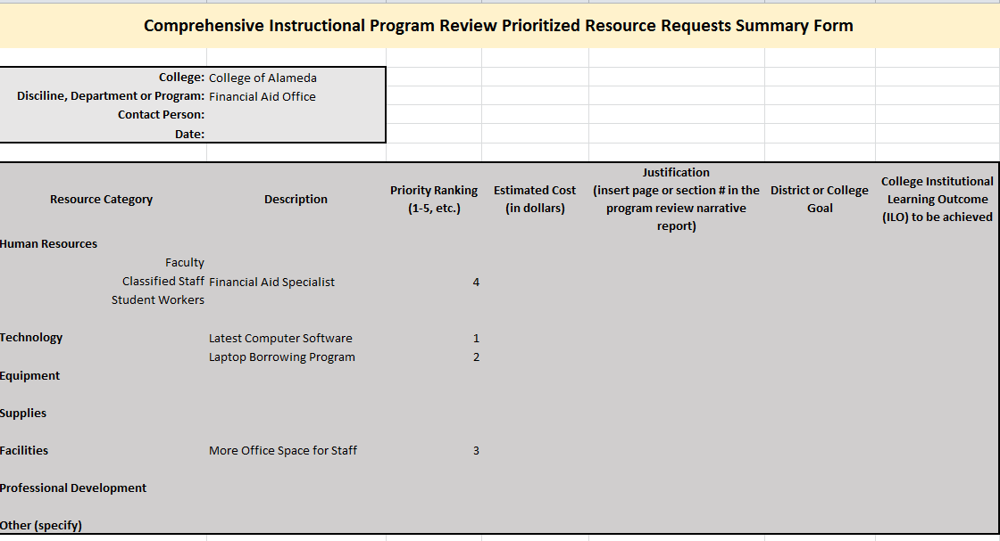 Comprehensive Instructional Program Review Prioritized Resource Requests Summary Form
College: College of Alameda
Disciline, Department or Program: Financial Aid Office
Contact Person:
Date:
Resource Category
Description
Priority Ranking
(1-5, etc.)
Estimated Cost
(in dollars)
Justification
(insert page or section # in the
program review narrative
report)
District or College
Goal
College Institutional
Learning Outcome
(ILO) to be achieved
Human Resources
Faculty
Classified Staff Financial Aid Specialist 4
Student Workers
Technology Latest Computer Software 1
Laptop Borrowing Program 2
Equipment
Supplies
Facilities More Office Space for Staff 3
Professional Development
Other (specify)